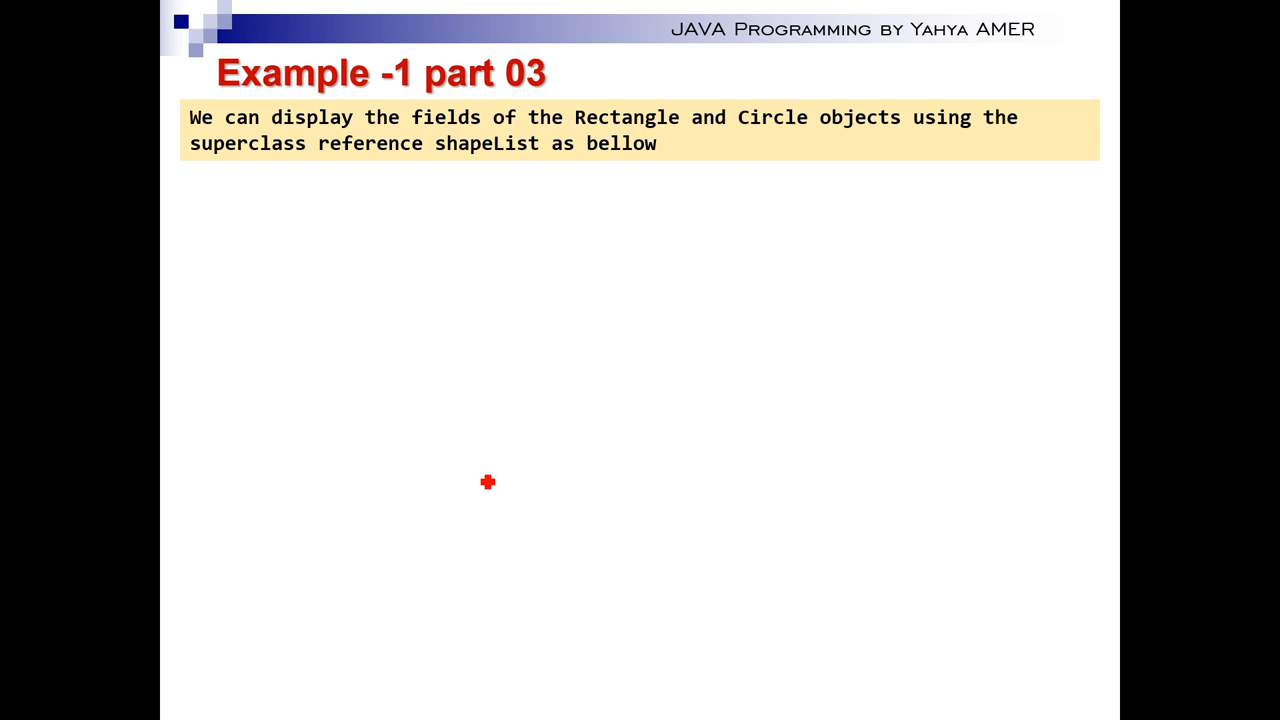 JAVA Programming by Yahya AMER
Example -1 part 03
We can display the fields of the Rectangle and Circle objects using the
superclass reference shapeList as bellow